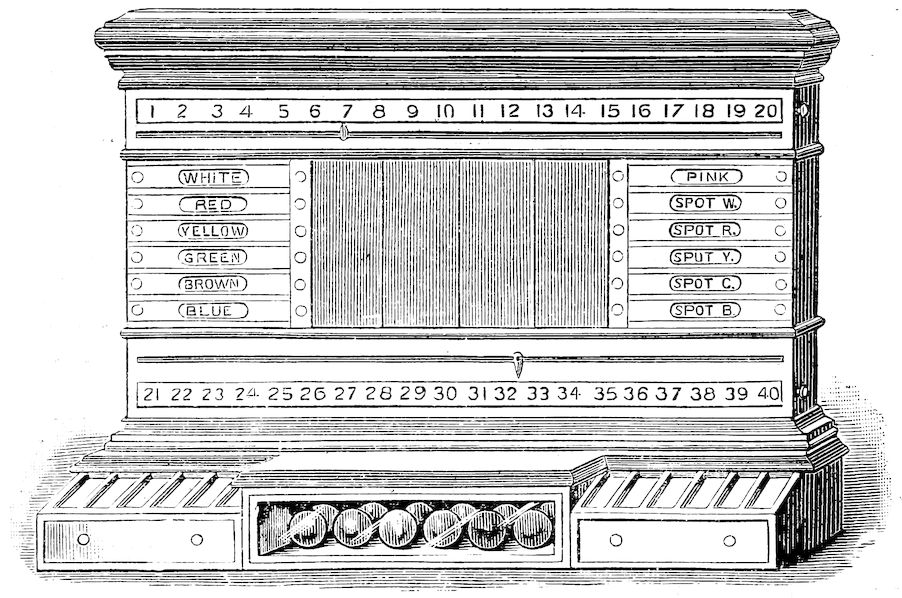 1 2 3 4 5 6 7 8 9 10 11 12 13 14 15 16 17 18 19 20
WHITE PINK
RED SPOT W.
YELLOW SPOT R.
GREEN SPOT Y.
BROWN SPOT G.
BLUE SPOT B.
21 22 23 24 25 26 27 28 29 30 31 32 33 34 35 36 37 38 39 40